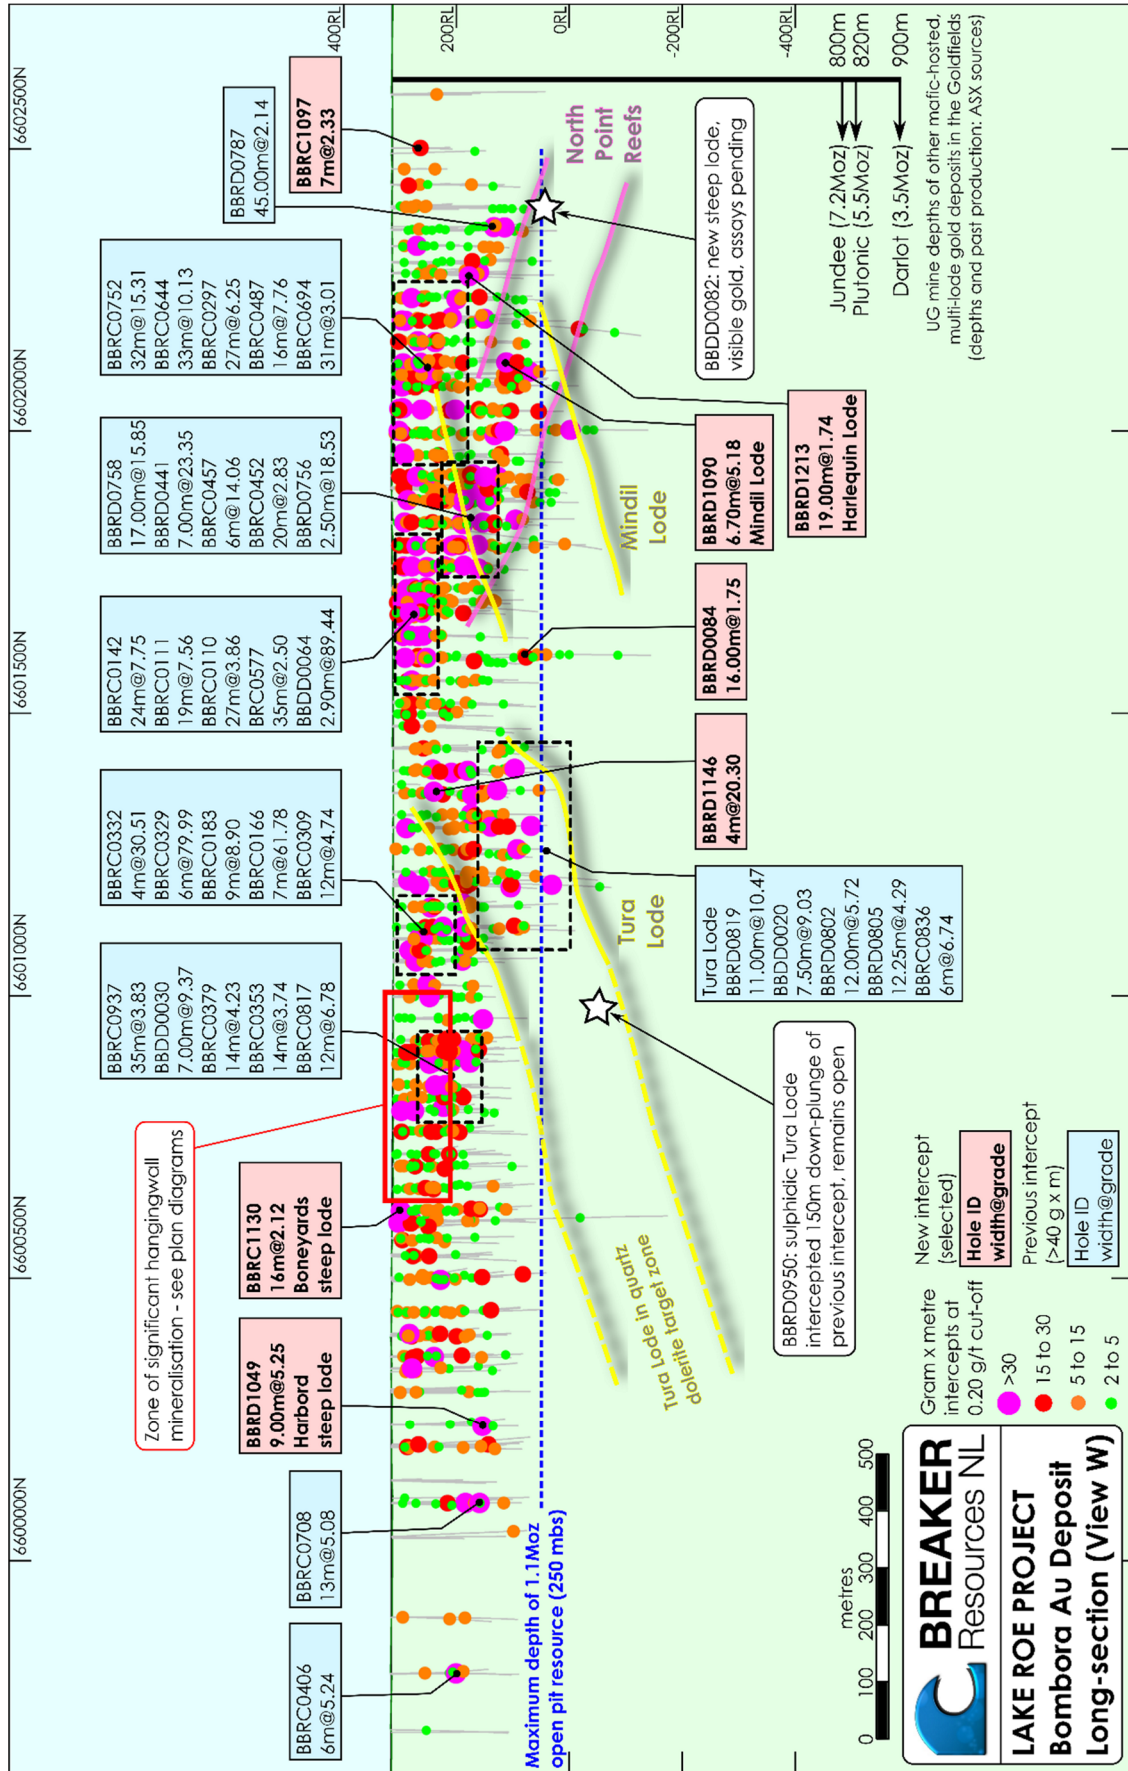 6600000N
6600500N
6601000N
6601500N
6602000N
6602500N
400RL
200RL
0RL
-200RL
-400RL
Zone of significant hangingwall
mineralisation - see plan diagrams
BBRC0937
35m@3.83
BBDD0030
7.00m@9.37
BBRC0379
14m@4.23
BBRC0353
14m@3.74
BBRC0817
12m@6.78
BBRC0332
4m@30.51
BBRC0329
6m@79.99
BBRC0183
9m@8.90
BBRC0166
7m@61.78
BBRC0309
12m@4.74
BBRC0142
24m@7.75
BBRC0111
19m@7.56
BBRC0110
27m@3.86
BRC0577
35m@2.50
BBDD0064
2.90m@89.44
BBRD0758
17.00m@15.85
BBRD0441
7.00m@23.35
BBRC0457
6m@14.06
BBRC0452
20m@2.83
BBDD0756
2.50m@18.53
BBRC0752
32m@15.31
BBRC0644
33m@10.13
BBRC0297
27m@6.25
BBRC0487
16m@7.76
BBRC0694
31m@3.01
BBRD0787
45.00m@2.14
BBRC1097
7m@2.33
BBRC0406
6m@5.24
BBRC0708
13m@5.08
BBRD1049
9.00m@5.25
Harbord
steep lode
BBRC1130
16m@2.12
Boneyards
steep lode
Maximum depth of 1.1Moz
open pit resource (250 mbs)
Tura Lode in quartz
dolerite target zone
Tura
Lode
Mindil
Lode
North
Point
Reefs
BBRD0950: sulphidic Tura Lode
intercepted 150m down-plunge of
previous intercept, remains open
Tura Lode
BBRD0819
11.00m@10.47
BBDD0020
7.50m@9.03
BBRD0802
12.00m@5.72
BBRD0805
12.25m@4.29
BBRC0836
6m@6.74
BBRD1146
4m@20.30
BBRD0084
16.00m@1.75
BBRD1090
6.70m@5.18
Mindil Lode
BBRD1213
19.00m@1.74
Harlequin Lode
BBDD0082: new steep lode,
visible gold, assays pending
Jundee (7.2Moz) 800m
Plutonic (5.5Moz) 820m
Darlot (3.5Moz) 900m
UG mine depths of other mafic-hosted,
multi-lode gold deposits in the Goldfields
(depths and past production: ASX sources)
metres
0 100 200 300 400 500
BREAKER
Resources NL
LAKE ROE PROJECT
Bombora Au Deposit
Long-section (View W)
Gram x metre
intercepts at
0.20 g/t cut-off
>30
15 to 30
5 to 15
2 to 5
New intercept
(selected)
Hole ID
width@grade
Previous intercept
(>40 g x m)
Hole ID
width@grade